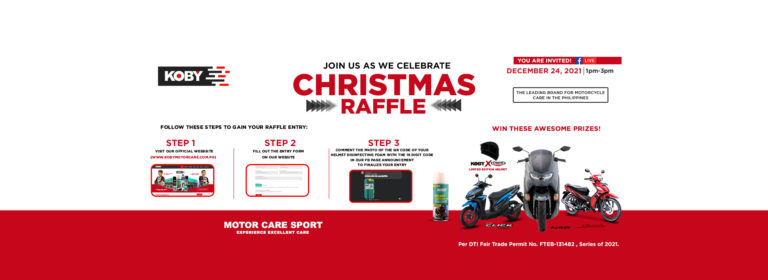 KOBY
JOIN US AS WE CELEBRATE
CHRISTMAS
RAFFLE
YOU ARE INVITED! f LIVE
DECEMBER 24, 2021 | 1pm-3pm
THE LEADING BRAND FOR MOTORCYCLE
CARE IN THE PHILIPPINES
FOLLOW THESE STEPS TO GAIN YOUR RAFFLE ENTRY:
STEP 1
VISIT OUR OFFICIAL WEBSITE
(WWW.KOBYMOTORCARE.COM.PH)
STEP 2
FILL OUT THE ENTRY FORM
ON OUR WEBSITE
STEP 3
COMMENT THE PHOTO OF THE QR CODE OF YOUR
HELMET DISINFECTING FOAM WITH THE 16 DIGIT CODE
IN OUR FB PAGE ANNOUNCEMENT
TO FINALIZE YOUR ENTRY
WIN THESE AWESOME PRIZES!
KOBY X
LIMITED EDITION HELMET
CLICK
MOTOR CARE SPORT
EXPERIENCE EXCELLENT CARE
Per DTI Fair Trade Permit No. FTEB-131482 , Series of 2021.